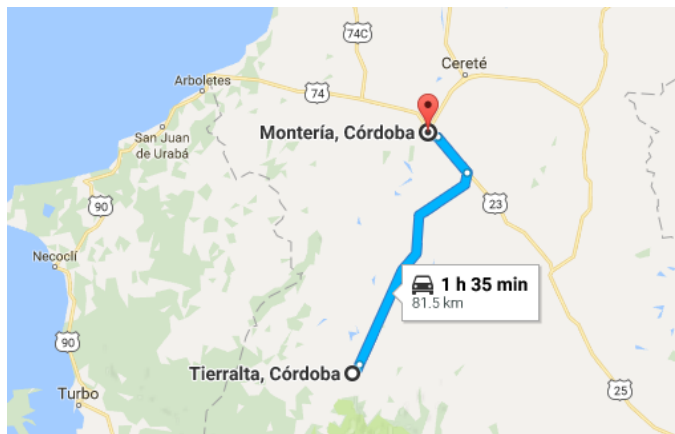 74C
Cereté
Arboletes
74
Montería, Córdoba
San Juan
de Urabá
90
23
Necoclí
1 h 35 min
81.5 km
90
Tierralta, Córdoba
Turbo
25